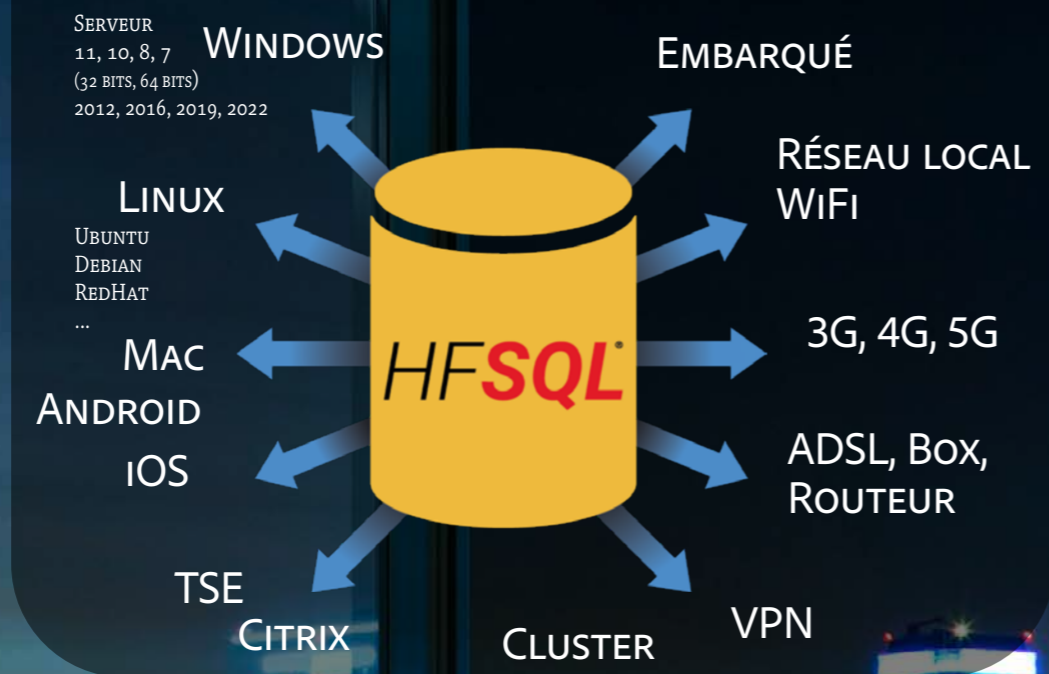 Serveur
11, 10, 8, 7
(32 bits, 64 bits)
2012, 2016, 2019, 2022
Windows
Linux
Ubuntu
Debian
RedHat
...
Mac
Android
iOS
TSE
Citrix
HFSQL®
Embarqué
Réseau local
WiFi
3G, 4G, 5G
ADSL, Box,
Routeur
VPN
Cluster